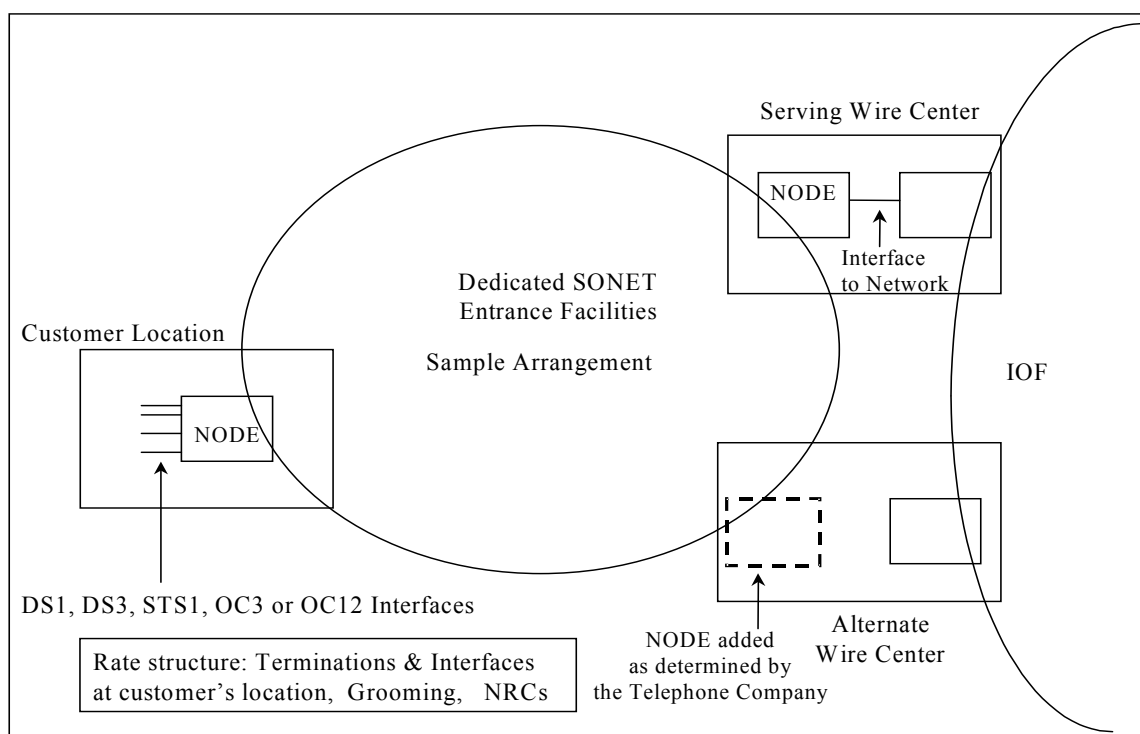 Serving Wire Center
NODE
Interface
to Network
Dedicated SONET
Entrance Facilities
Sample Arrangement
Customer Location
NODE
IOF
DS1, DS3, STS1, OC3 or OC12 Interfaces
Rate structure: Terminations & Interfaces
at customer's location, Grooming, NRCs
NODE added
as determined by
the Telephone Company
Alternate
Wire Center